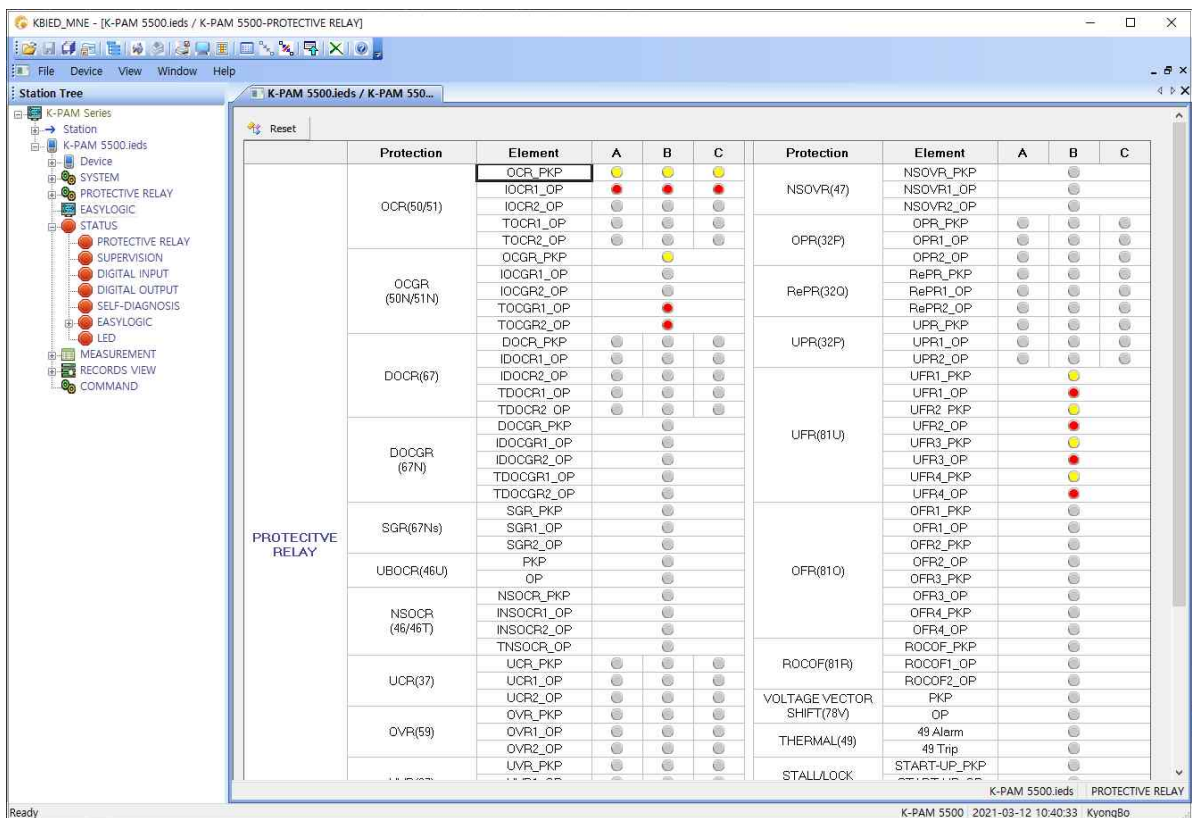 KBIED_MNE - [K-PAM 5500.ieds / K-PAM 5500-PROTECTIVE RELAY]
File Device View Window Help
Station Tree
K-PAM 5500.ieds / K-PAM 550...
K-PAM Series
Station
K-PAM 5500.ieds
Device
SYSTEM
PROTECTIVE RELAY
EASYLOGIC
STATUS
PROTECTIVE RELAY
SUPERVISION
DIGITAL INPUT
DIGITAL OUTPUT
SELF-DIAGNOSIS
EASYLOGIC
LED
MEASUREMENT
RECORDS VIEW
COMMAND
Reset
Protection Element A B C
PROTECITVE
RELAY
OCR(50/51)
OCR_PKP
IOCR1_OP
IOCR2_OP
TOCR1_OP
TOCR2_OP
OCGR
(50N/51N)
OCGR_PKP
IOCGR1_OP
IOCGR2_OP
TOCGR1_OP
TOCGR2_OP
DOCR(67)
DOCR_PKP
IDOCR1_OP
IDOCR2_OP
TDOCR1_OP
TDOCR2_OP
DOCGR
(67N)
DOCGR_PKP
IDOCGR1_OP
IDOCGR2_OP
TDOCGR1_OP
TDOCGR2_OP
SGR(67Ns)
SGR_PKP
SGR1_OP
SGR2_OP
UBOCR(46U)
PKP
OP
NSOCR
(46/46T)
NSOCR_PKP
INSOCR1_OP
INSOCR2_OP
TNSOCR_OP
UCR(37)
UCR_PKP
UCR1_OP
UCR2_OP
OVR(59)
OVR_PKP
OVR1_OP
OVR2_OP
UVR_PKP
Protection Element A B C
NSOVR(47)
NSOVR_PKP
NSOVR1_OP
NSOVR2_OP
OPR(32P)
OPR_PKP
OPR1_OP
OPR2_OP
RePR(32Q)
RePR_PKP
RePR1_OP
RePR2_OP
UPR(32P)
UPR_PKP
UPR1_OP
UPR2_OP
UFR(81U)
UFR1_PKP
UFR1_OP
UFR2_PKP
UFR2_OP
UFR3_PKP
UFR3_OP
UFR4_PKP
UFR4_OP
OFR(81O)
OFR1_PKP
OFR1_OP
OFR2_PKP
OFR2_OP
OFR3_PKP
OFR3_OP
OFR4_PKP
OFR4_OP
ROCOF(81R)
ROCOF_PKP
ROCOF1_OP
ROCOF2_OP
VOLTAGE VECTOR
SHIFT(78V)
PKP
OP
THERMAL(49)
49 Alarm
49 Trip
STALL/LOCK
START-UP_PKP
K-PAM 5500.ieds PROTECTIVE RELAY
Ready
K-PAM 5500 2021-03-12 10:40:33 KyongBo